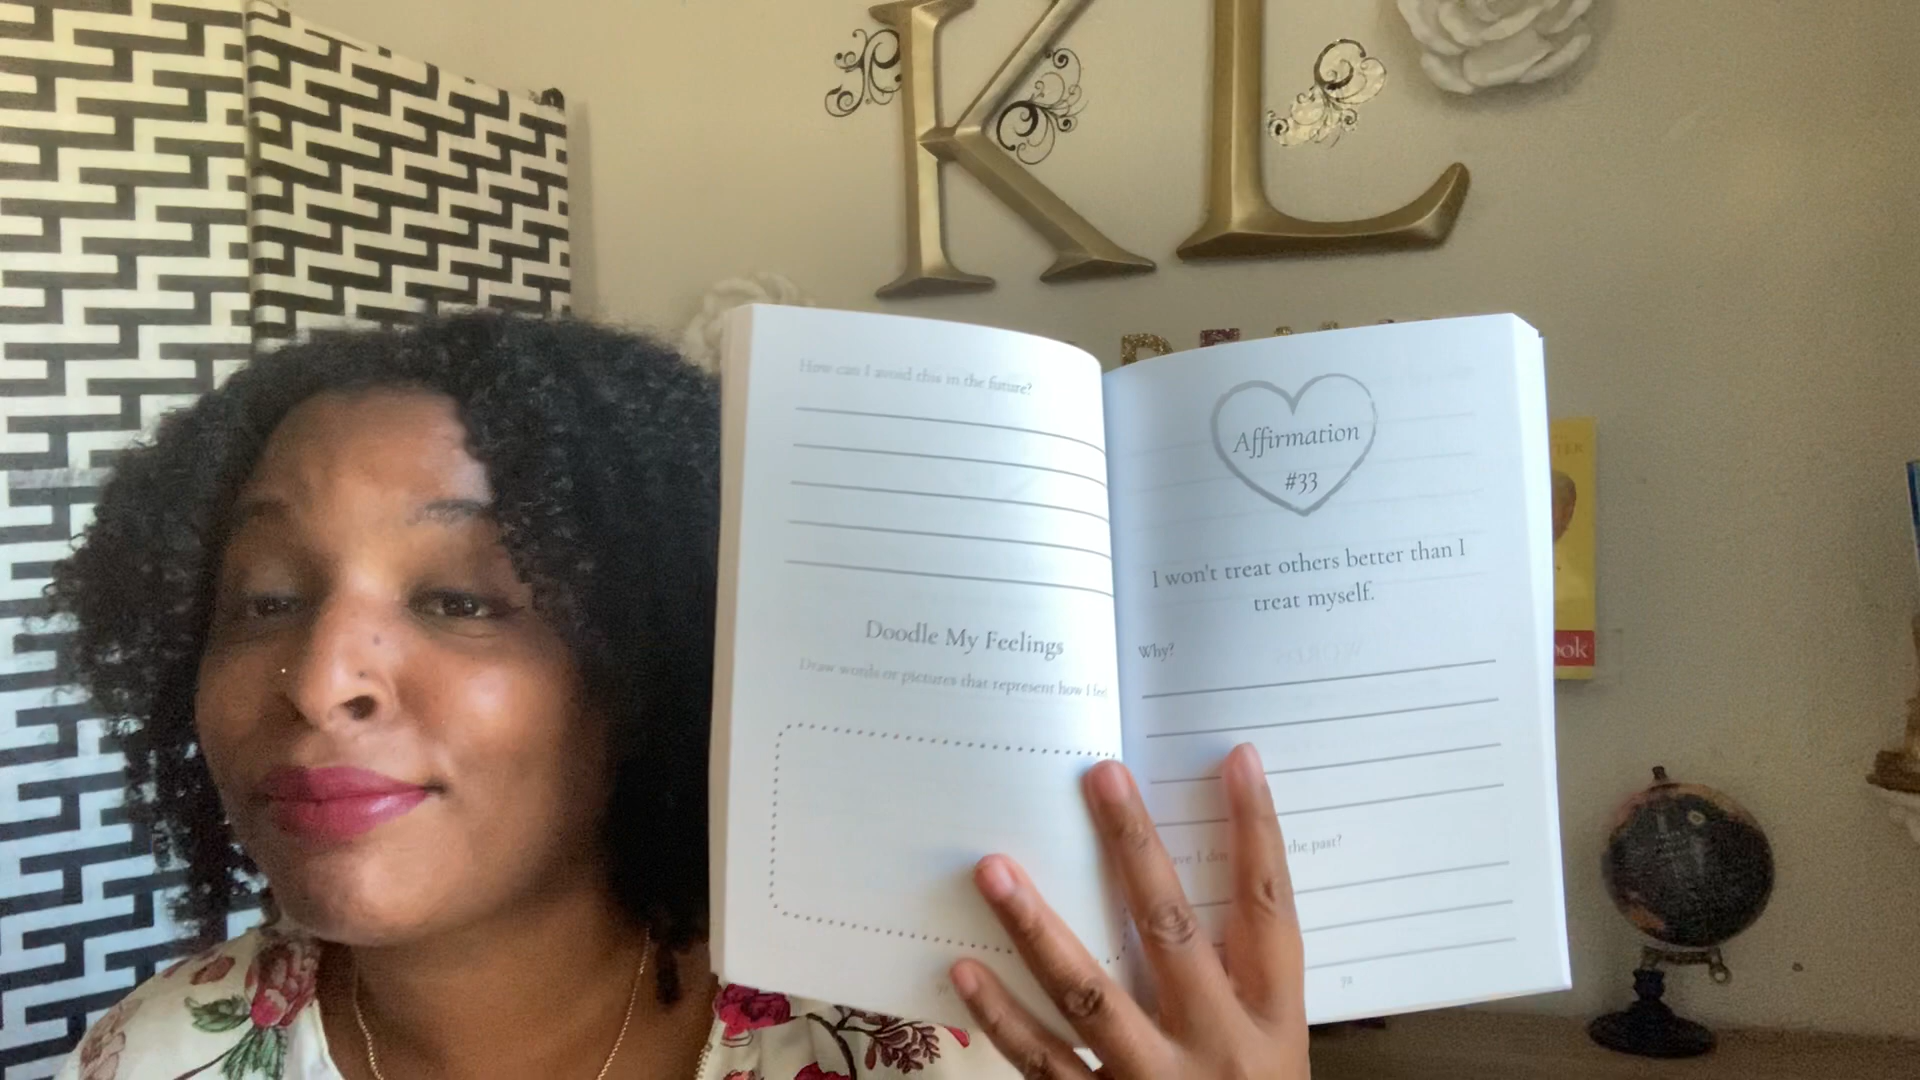 KL
How can I avoid this in the future?
Doodle My Feelings
Draw words or pictures that represent how I feel
Affirmation
#33
I won't treat others better than I
treat myself.
Why?
the past?